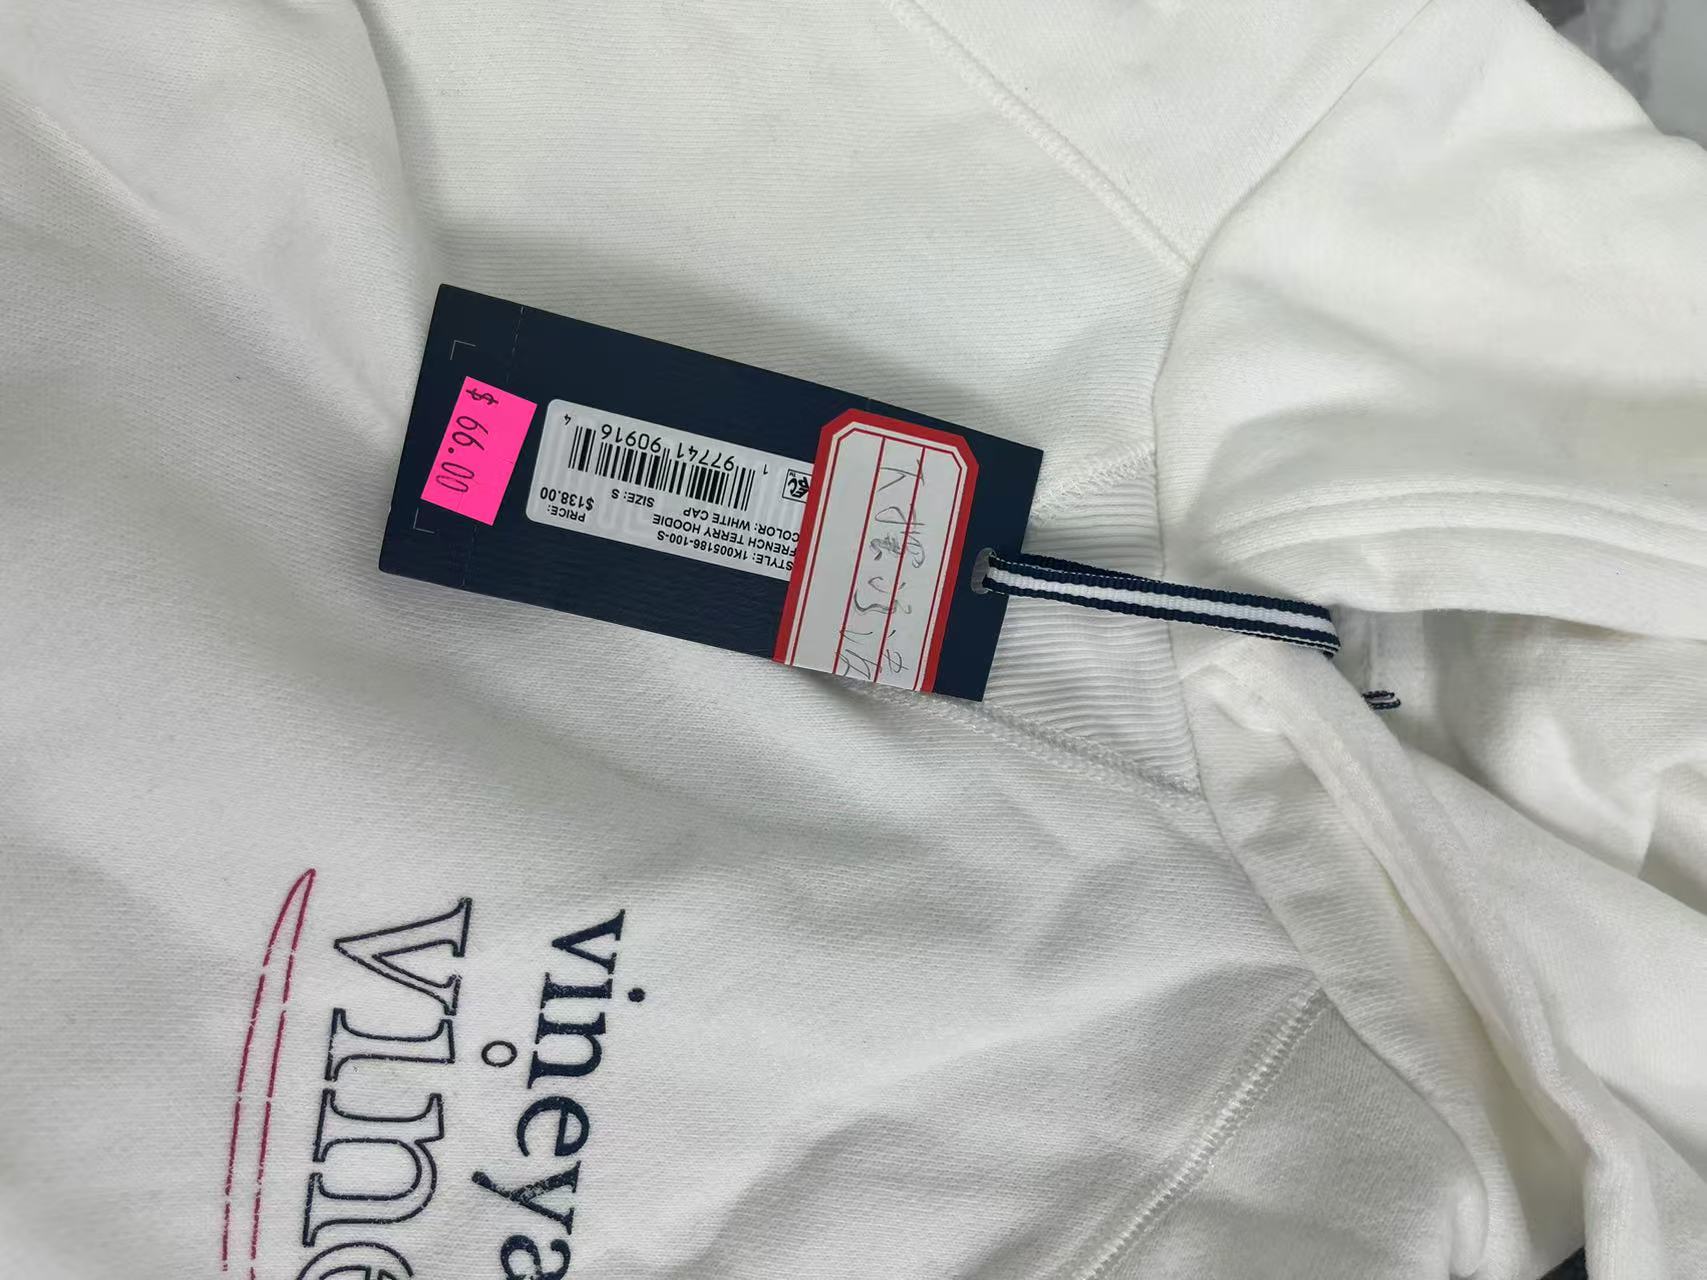 $66.00
STYLE: 1K005186-100-S
FRENCH TERRY HOODIE
COLOR: WHITE CAP
SIZE: S
PRICE:
$138.00
1 97741 90916 4
vineya
vine